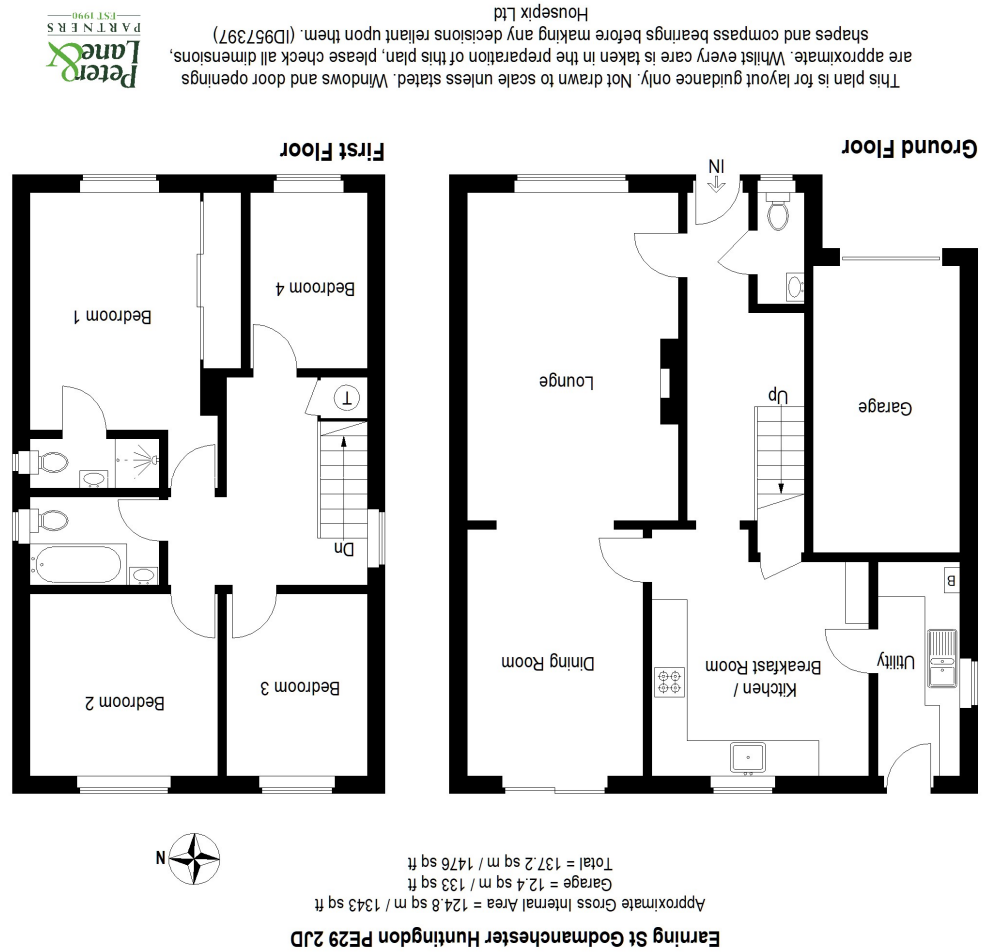 Earning St Godmanchester Huntingdon PE29 2JD
Approximate Gross Internal Area = 124.8 sq m / 1343 sq ft
Garage = 12.4 sq m / 133 sq ft
Total = 137.2 sq m / 1476 sq ft
N
Utility
B
Kitchen /
Breakfast Room
Dining Room
Garage
Up
Lounge
IN
Ground Floor
Bedroom 3
Bedroom 2
Dn
T
Bedroom 4
Bedroom 1
First Floor
This plan is for layout guidance only. Not drawn to scale unless stated. Windows and door openings
are approximate. Whilst every care is taken in the preparation of this plan, please check all dimensions,
shapes and compass bearings before making any decisions reliant upon them. (ID957397)
Housepix Ltd
Peter
& Lane
PARTNERS
EST 1990